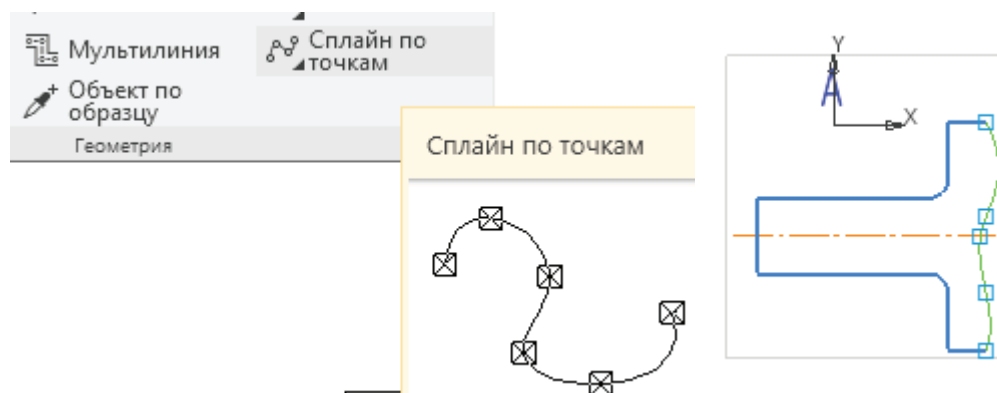 Мультилиния
Сплайн по
точкам
Объект по
образцу
Геометрия
Сплайн по точкам
Y
X